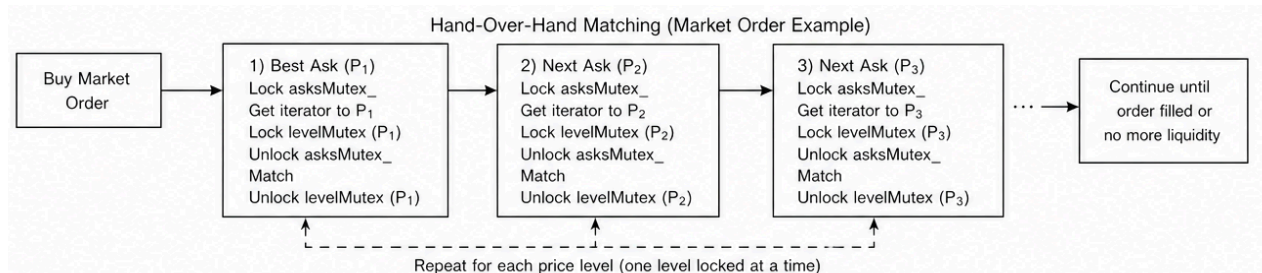 Hand-Over-Hand Matching (Market Order Example)
Buy Market
Order
1) Best Ask (P₁)
Lock asksMutex_
Get iterator to P₁
Lock levelMutex (P₁)
Unlock asksMutex_
Match
Unlock levelMutex (P₁)
2) Next Ask (P₂)
Lock asksMutex_
Get iterator to P₂
Lock levelMutex (P₂)
Unlock asksMutex_
Match
Unlock levelMutex (P₂)
3) Next Ask (P₃)
Lock asksMutex_
Get iterator to P₃
Lock levelMutex (P₃)
Unlock asksMutex_
Match
Unlock levelMutex (P₃)
...
Continue until
order filled or
no more liquidity
Repeat for each price level (one level locked at a time)